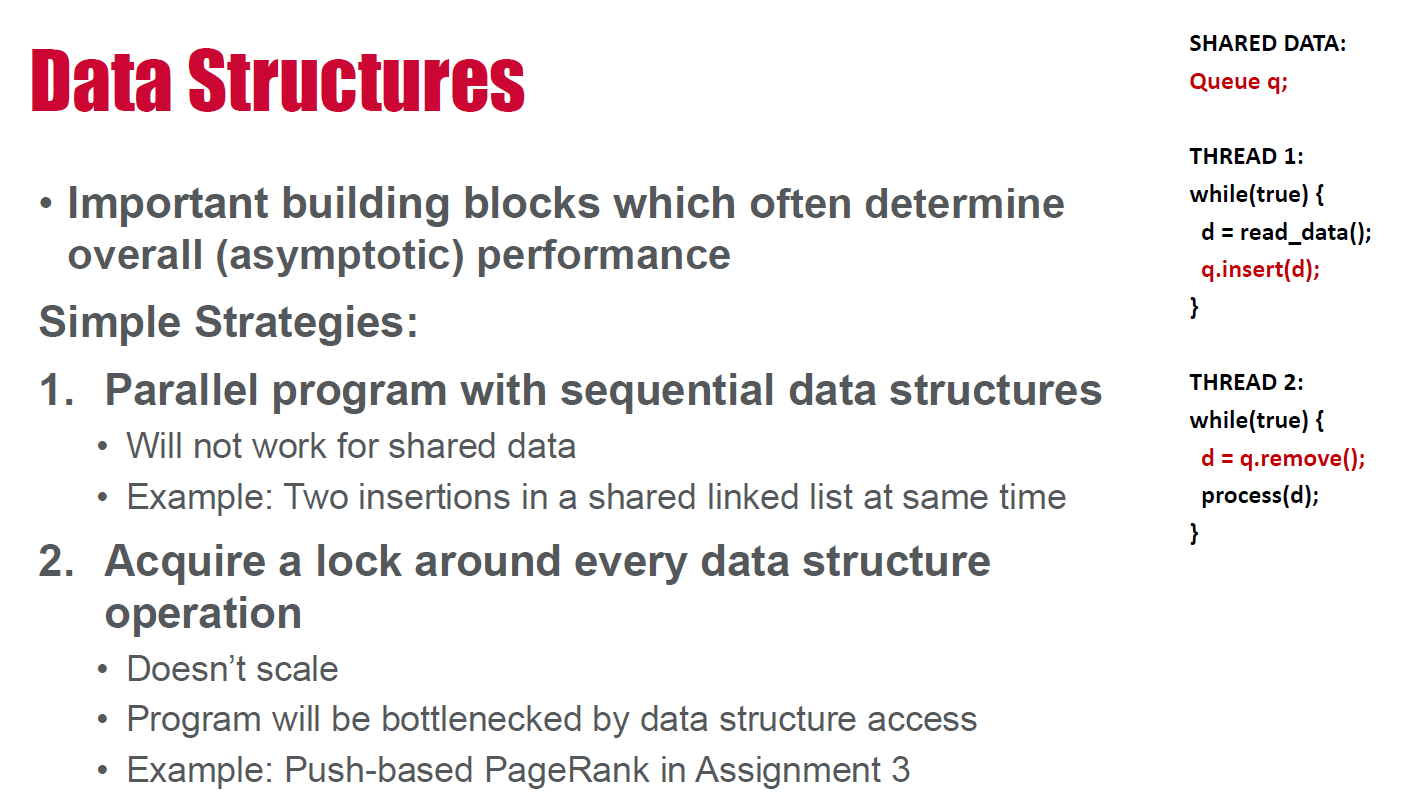 Data Structures
• Important building blocks which often determine
overall (asymptotic) performance
Simple Strategies:
1. Parallel program with sequential data structures
• Will not work for shared data
• Example: Two insertions in a shared linked list at same time
2. Acquire a lock around every data structure
operation
• Doesn’t scale
• Program will be bottlenecked by data structure access
• Example: Push-based PageRank in Assignment 3
SHARED DATA:
Queue q;
THREAD 1:
while(true) {
d = read_data();
q.insert(d);
}
THREAD 2:
while(true) {
d = q.remove();
process(d);
}